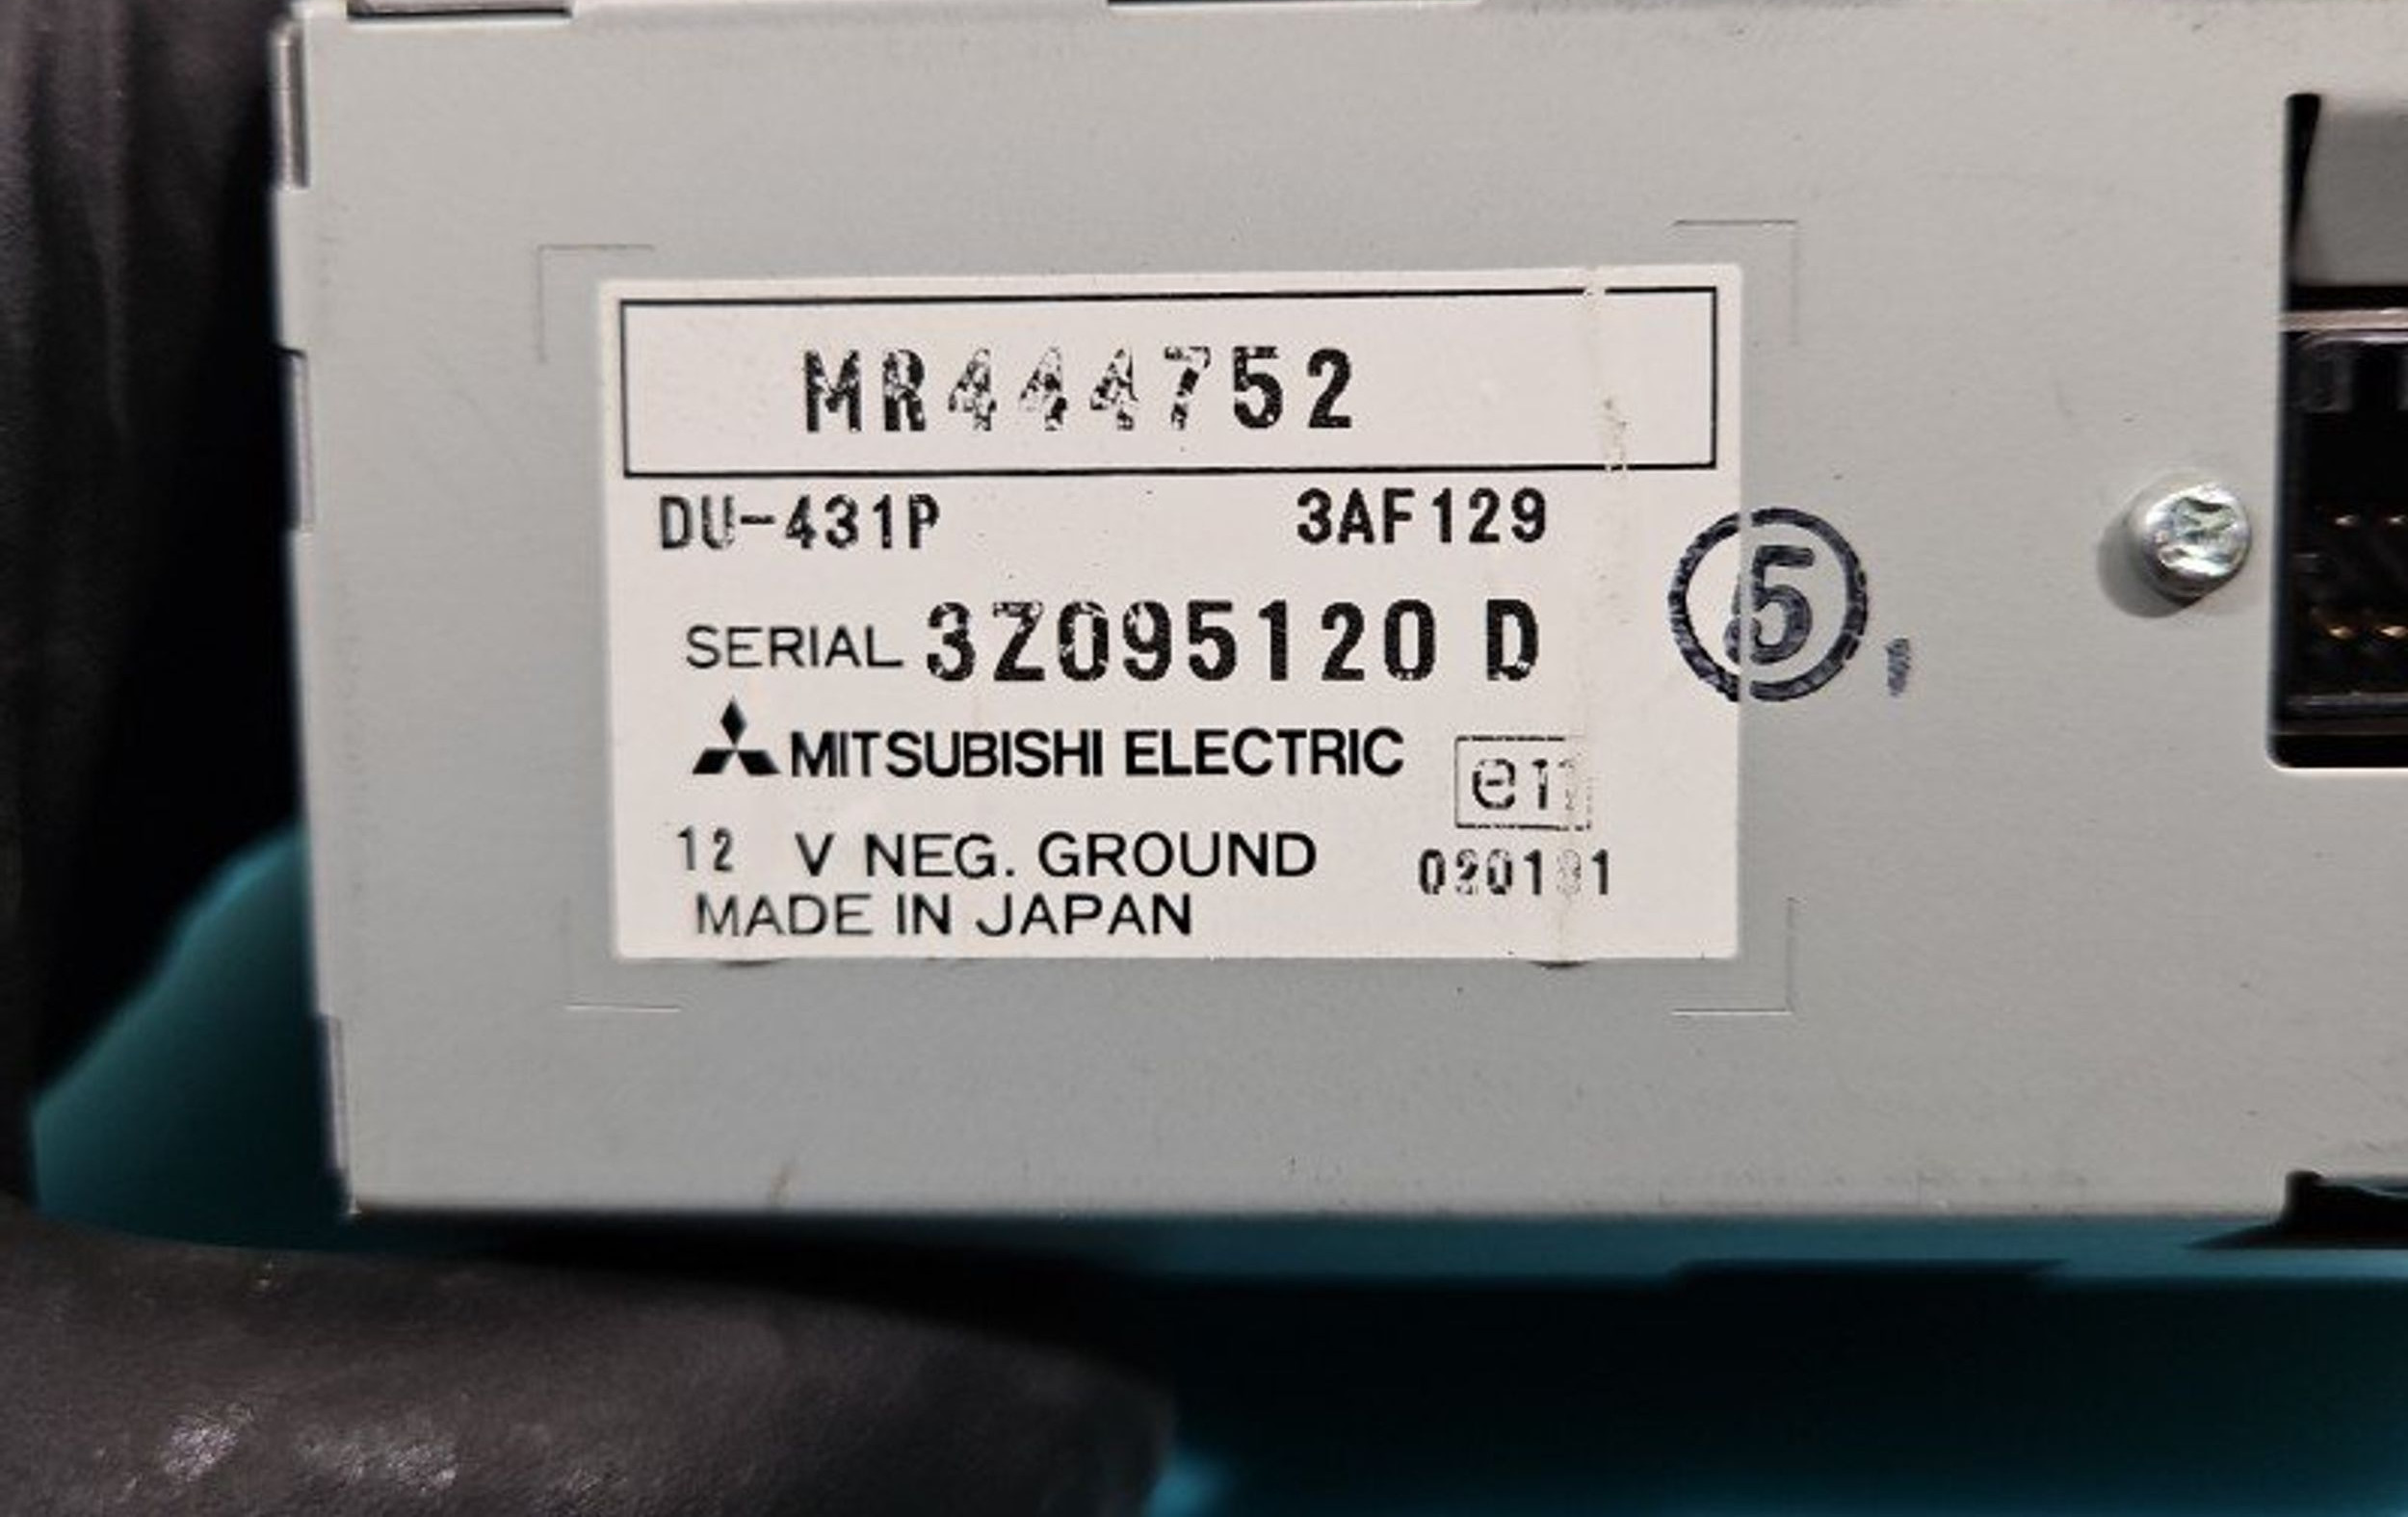 MR444752
DU-431P 3AF129
SERIAL 3Z095120 D
5
MITSUBISHI ELECTRIC
12 V NEG. GROUND
MADE IN JAPAN